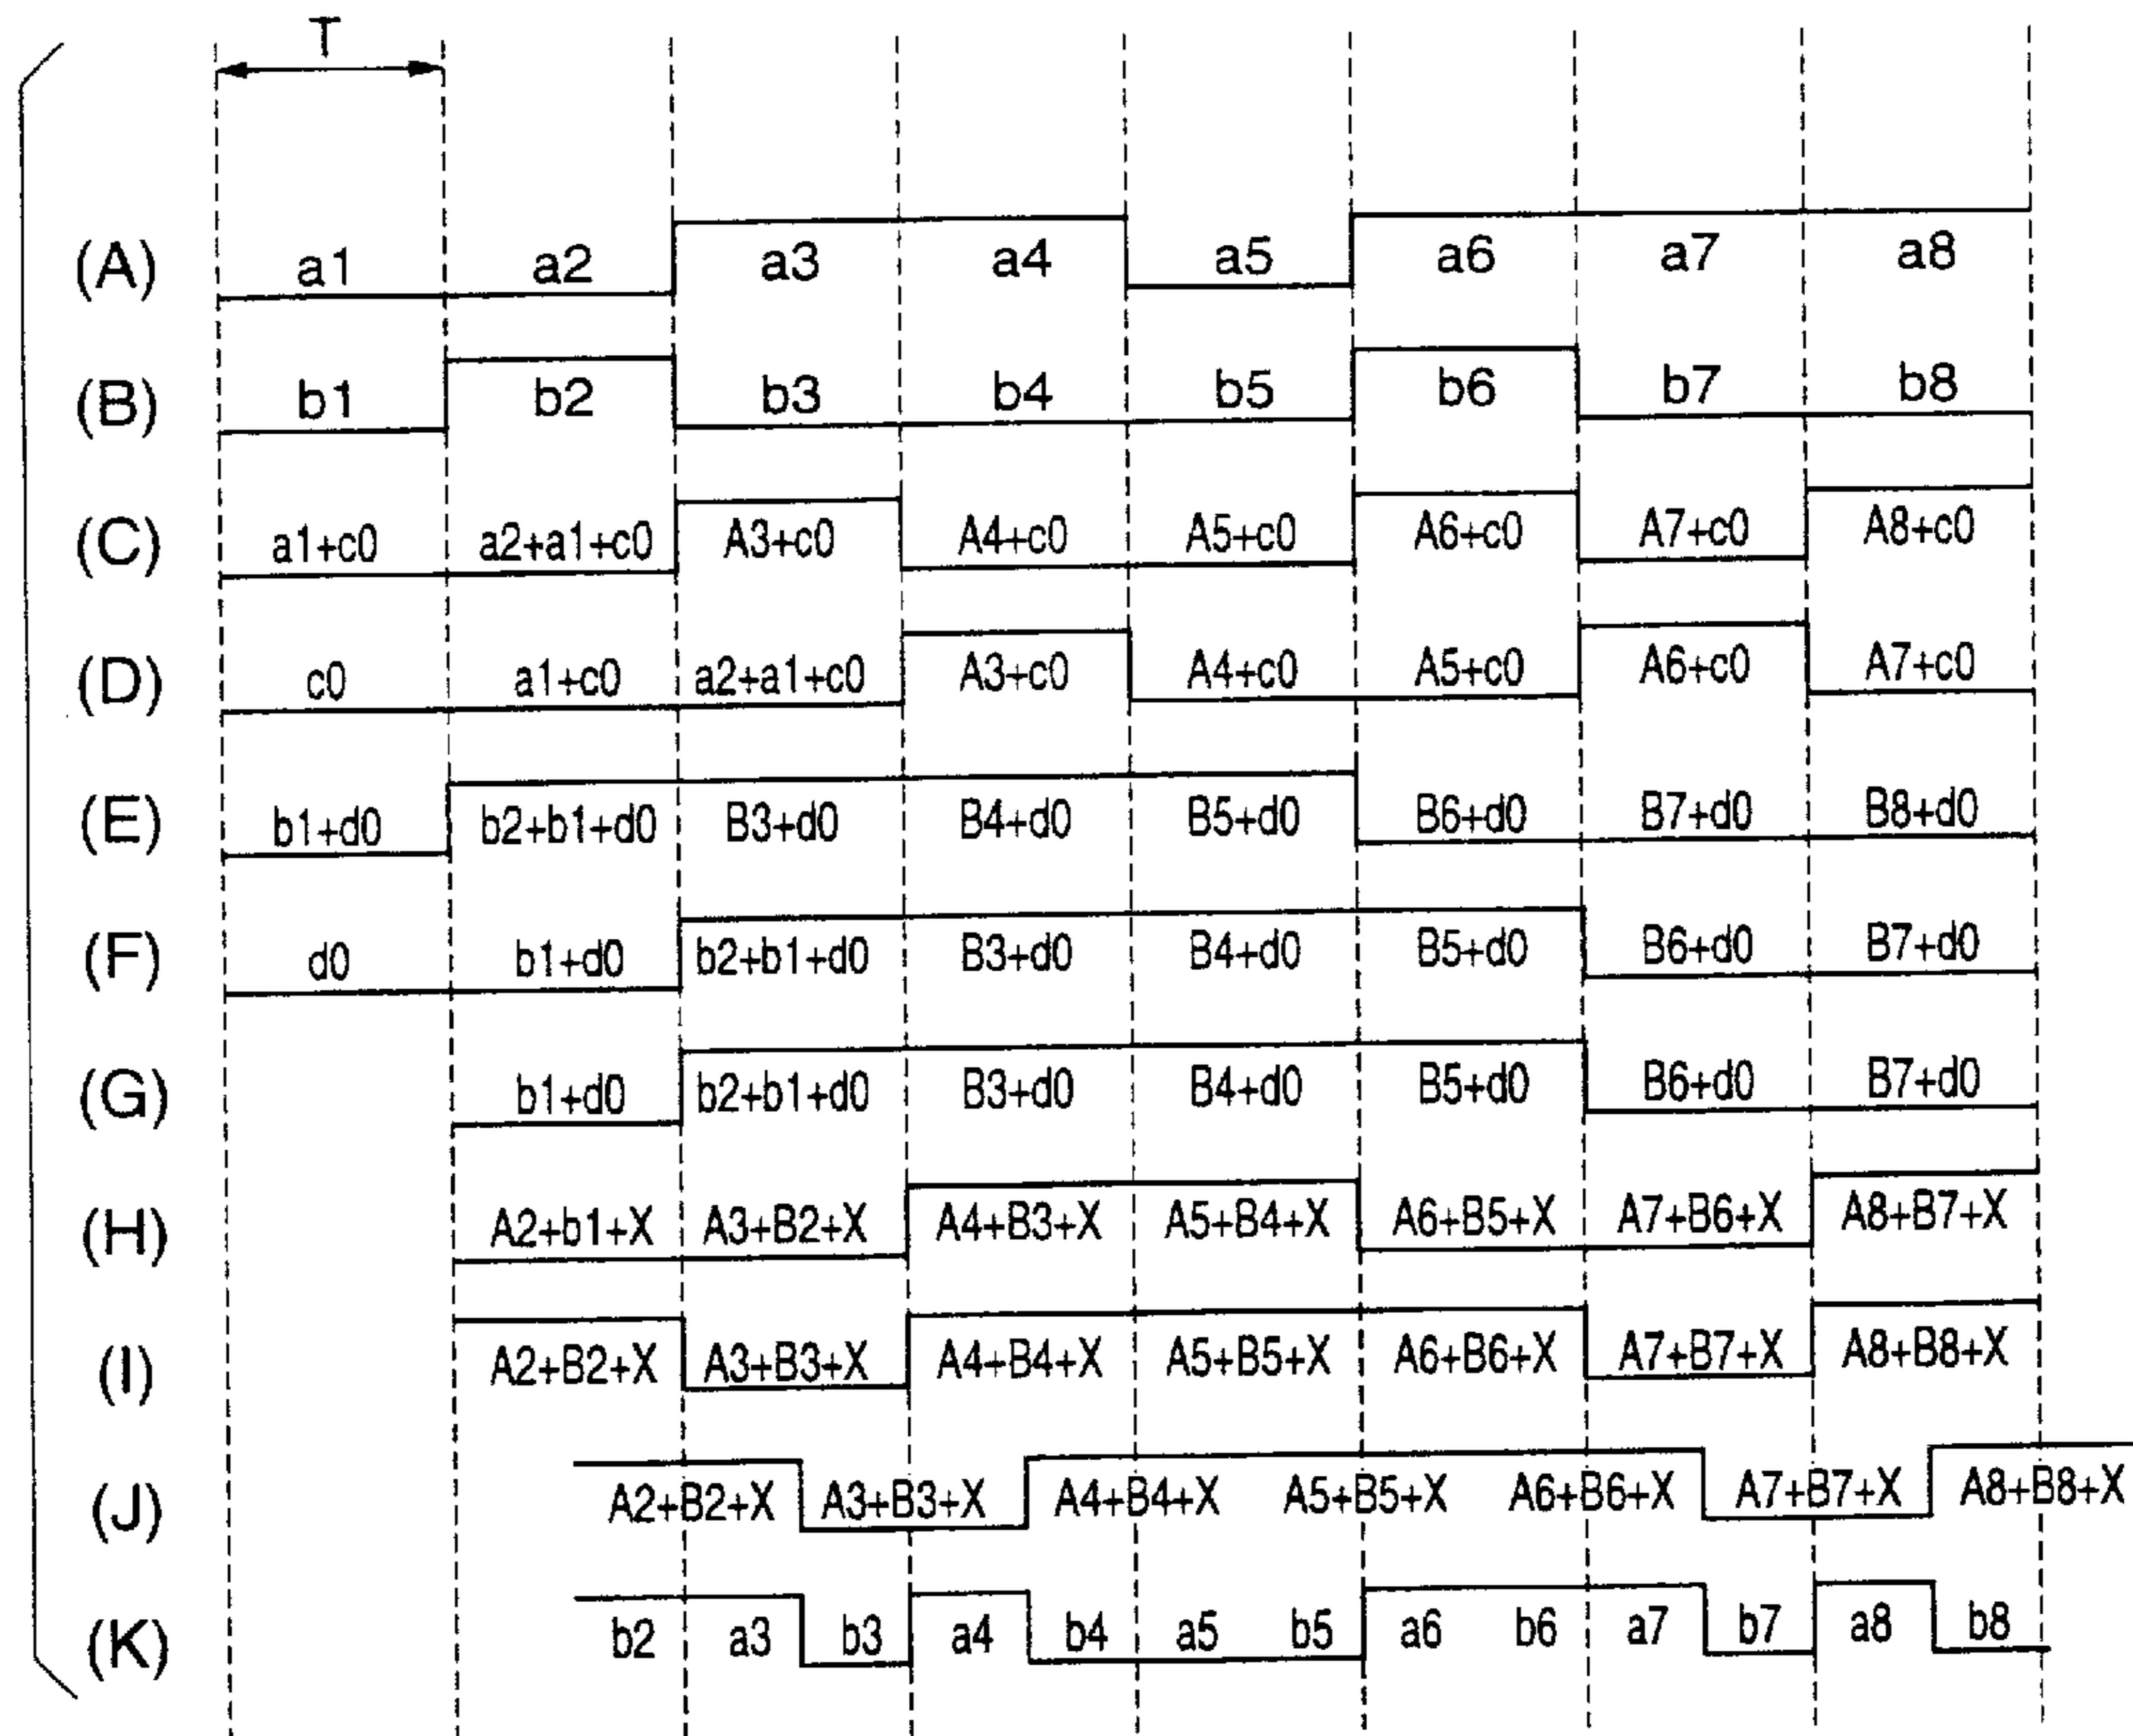 T
(A) a1 a2 a3 a4 a5 a6 a7 a8
(B) b1 b2 b3 b4 b5 b6 b7 b8
(C) a1+c0 a2+a1+c0 A3+c0 A4+c0 A5+c0 A6+c0 A7+c0 A8+c0
(D) c0 a1+c0 a2+a1+c0 A3+c0 A4+c0 A5+c0 A6+c0 A7+c0
(E) b1+d0 b2+b1+d0 B3+d0 B4+d0 B5+d0 B6+d0 B7+d0 B8+d0
(F) d0 b1+d0 b2+b1+d0 B3+d0 B4+d0 B5+d0 B6+d0 B7+d0
(G) b1+d0 b2+b1+d0 B3+d0 B4+d0 B5+d0 B6+d0 B7+d0
(H) A2+b1+X A3+B2+X A4+B3+X A5+B4+X A6+B5+X A7+B6+X A8+B7+X
(I) A2+B2+X A3+B3+X A4+B4+X A5+B5+X A6+B6+X A7+B7+X A8+B8+X
(J) A2+B2+X A3+B3+X A4+B4+X A5+B5+X A6+B6+X A7+B7+X A8+B8+X
(K) b2 a3 b3 a4 b4 a5 b5 a6 b6 a7 b7 a8 b8